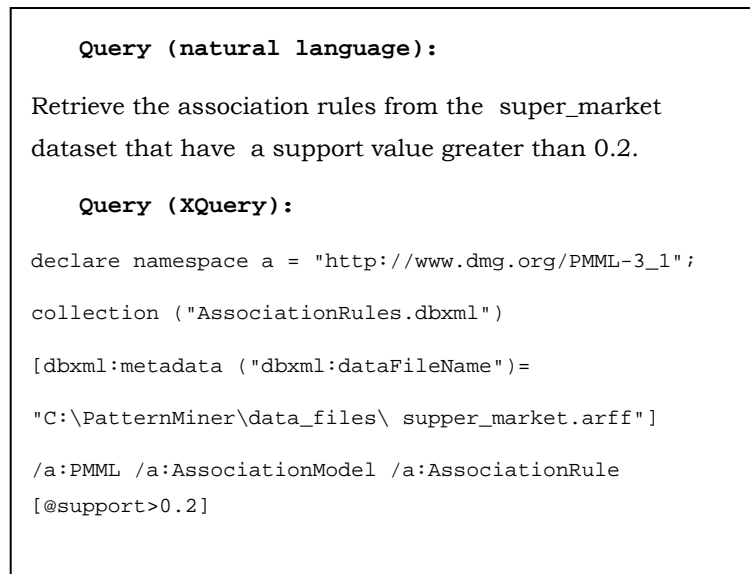 Query (natural language):
Retrieve the association rules from the super_market
dataset that have a support value greater than 0.2.
Query (XQuery):
declare namespace a = "http://www.dmg.org/PMML-3_1";
collection ("AssociationRules.dbxml")
[dbxml:metadata ("dbxml:dataFileName")=
"C:\PatternMiner\data_files\ supper_market.arff"]
/a:PMML /a:AssociationModel /a:AssociationRule
[@support>0.2]